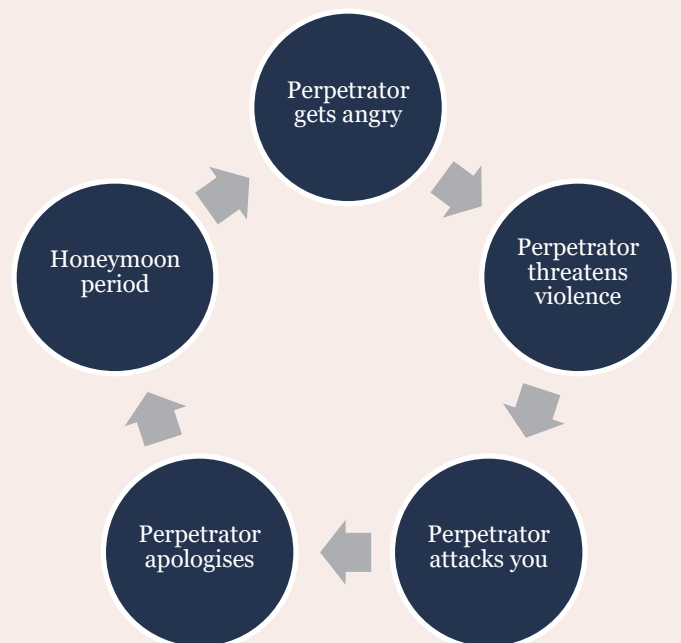 Perpetrator
gets angry
Perpetrator
threatens
violence
Perpetrator
attacks you
Perpetrator
apologises
Honeymoon
period